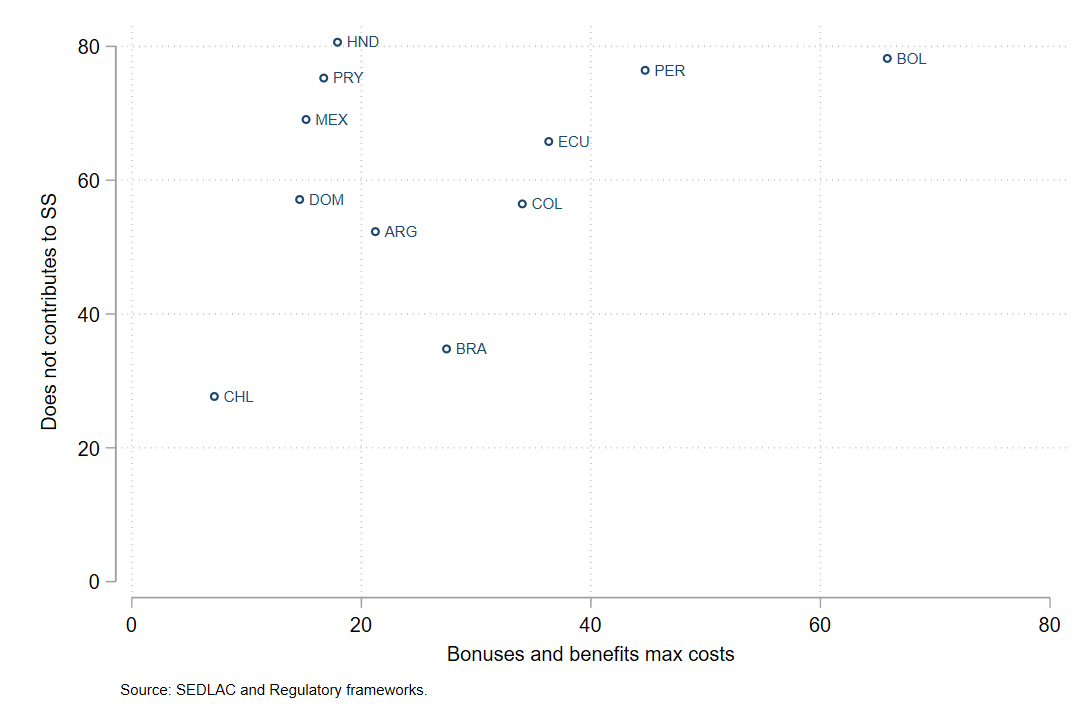 80
HND
BOL
PER
PRY
MEX
ECU
60
DOM
COL
ARG
Does not contributes to SS
40
BRA
CHL
20
0
0 20 40 60 80
Bonuses and benefits max costs
Source: SEDLAC and Regulatory frameworks.